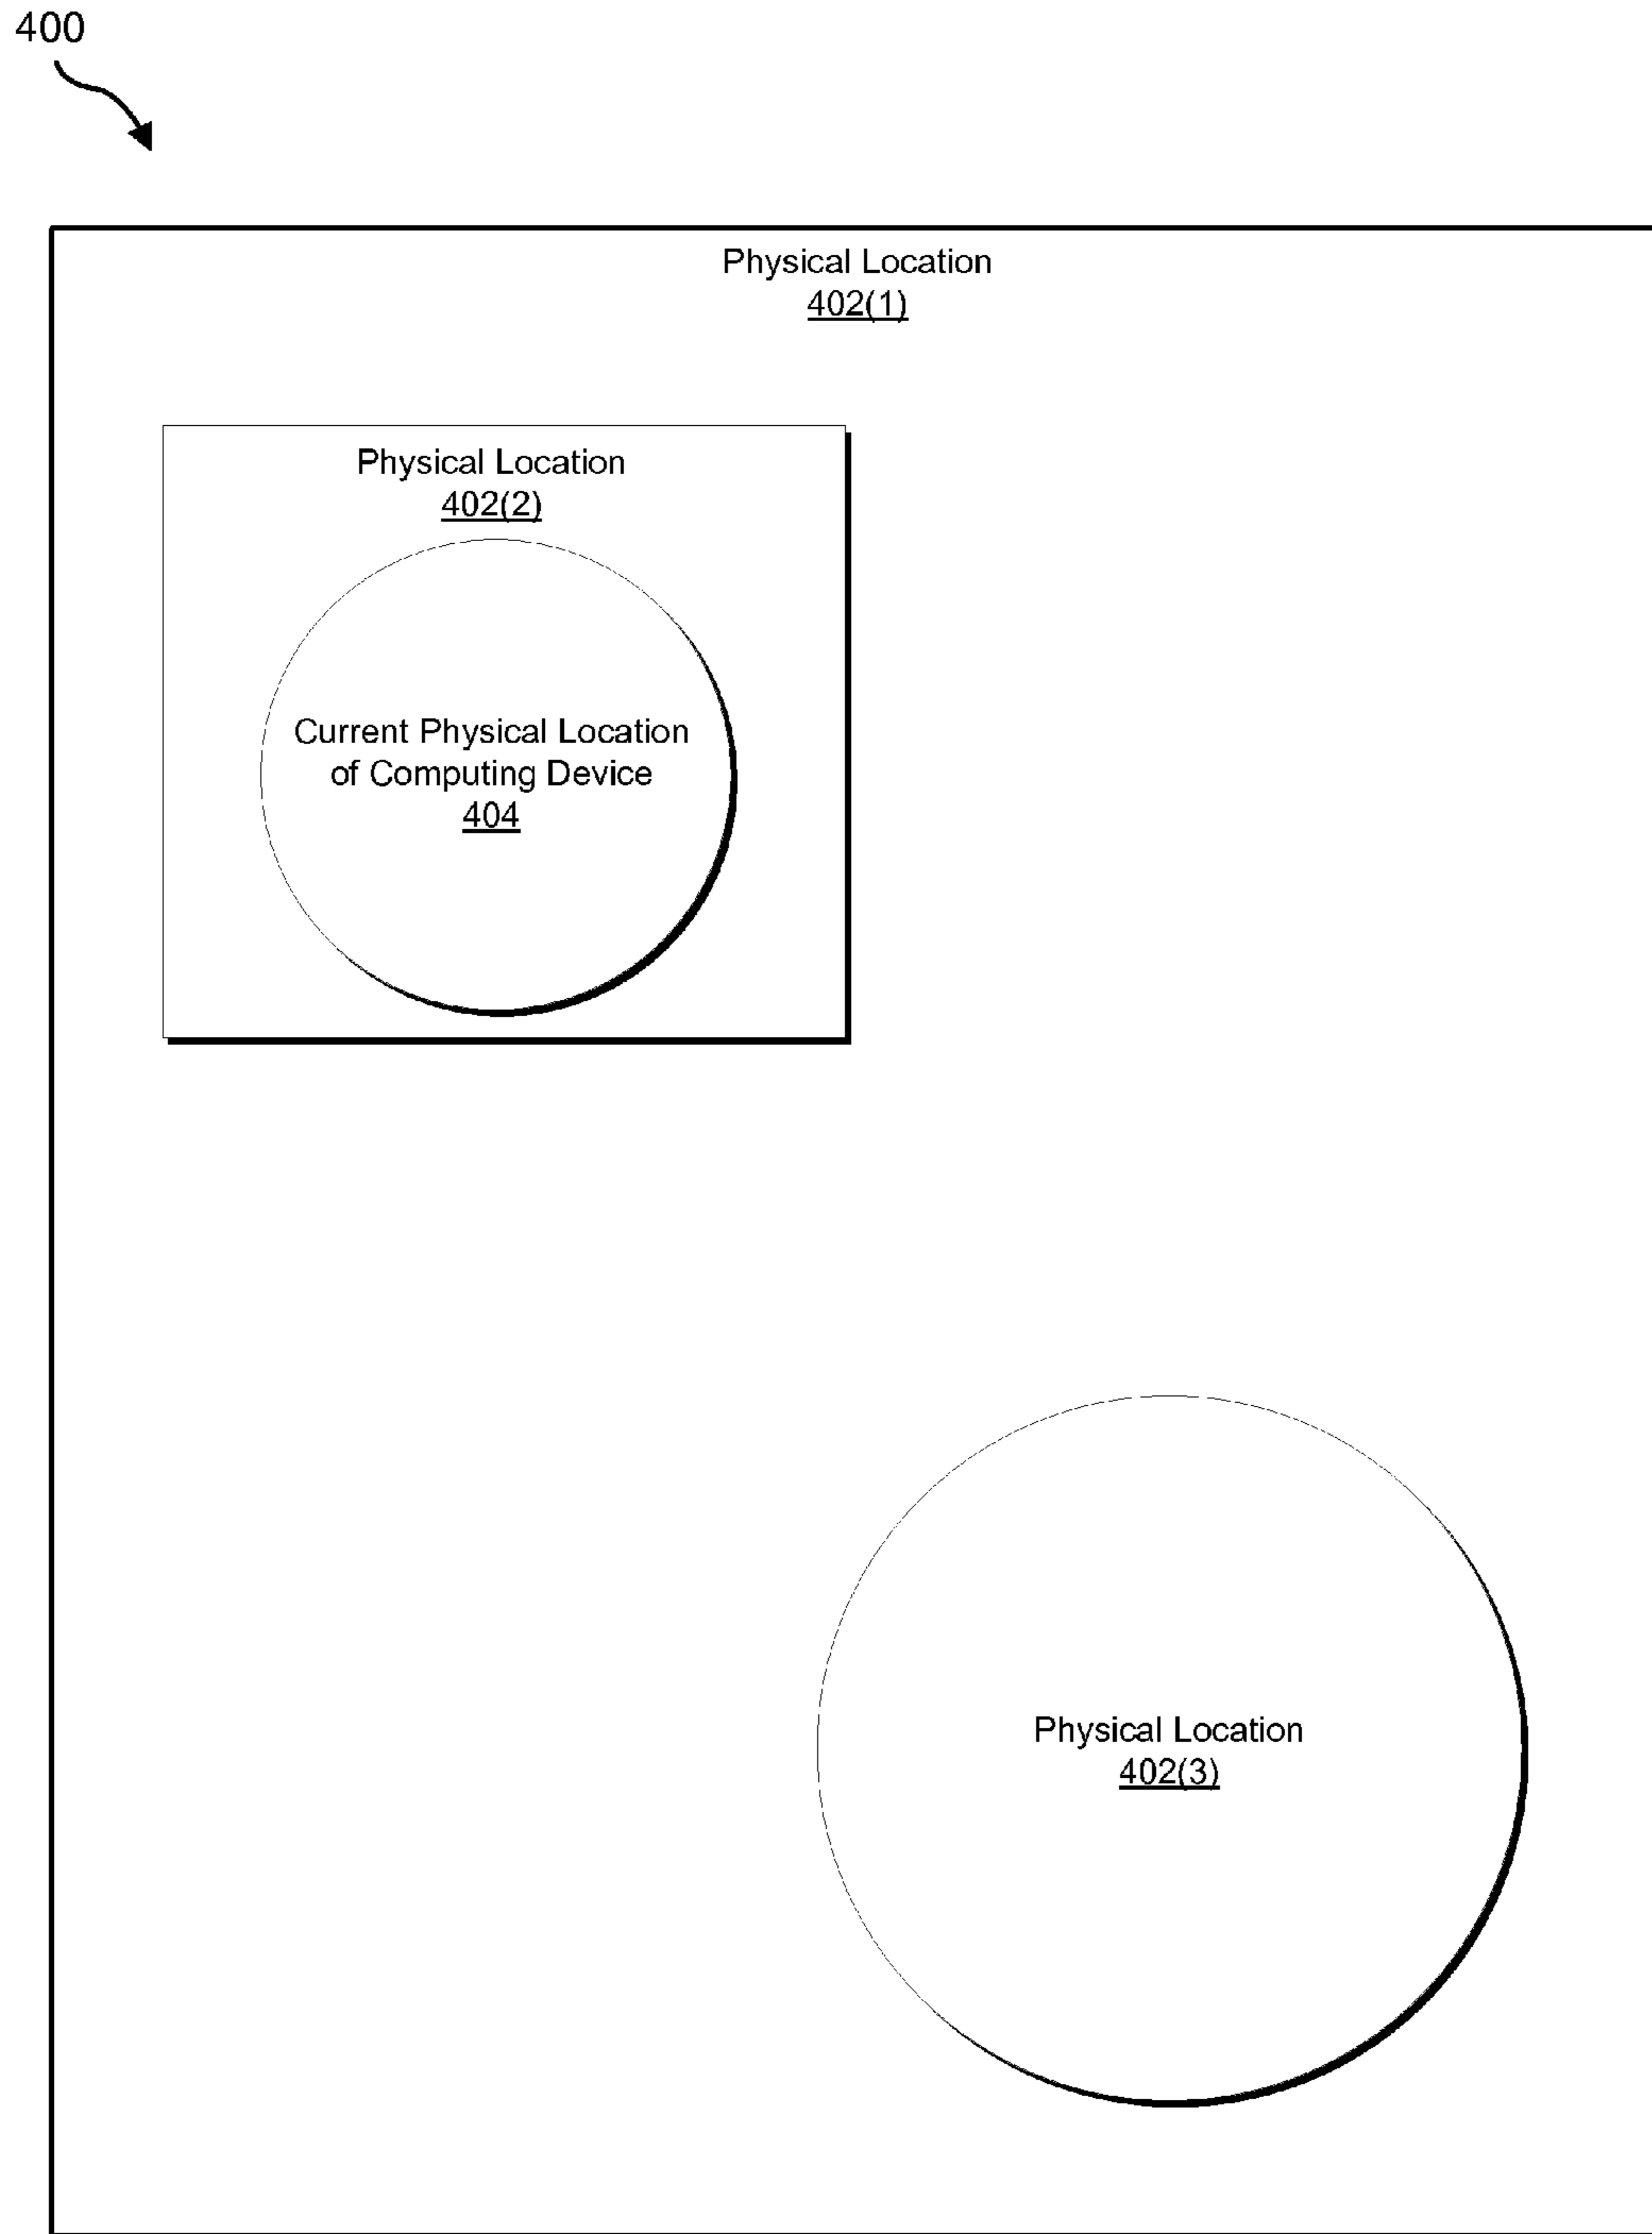 400
Physical Location
402(1)
Physical Location
402(2)
Current Physical Location
of Computing Device
404
Physical Location
402(3)